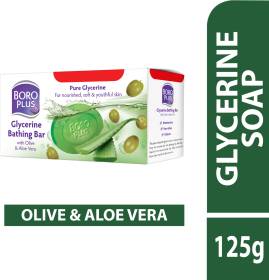 Pure Glycerine
For nourished, soft & youthful skin
BORO
PLUS
Glycerine
Bathing Bar
with Olive
& Aloe Vera
BORO
PLUS
Glycerine Bathing Bar
OLIVE & ALOE VERA
GLYCERINE
SOAP
125g